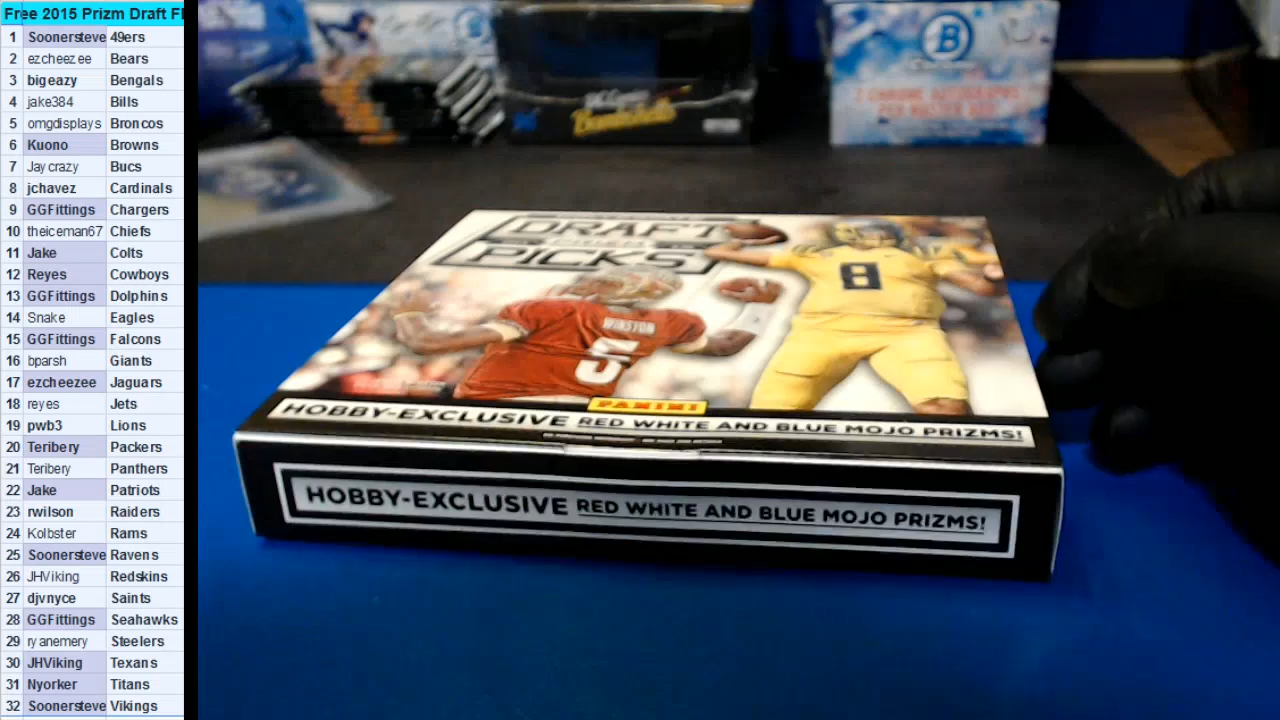 Free 2015 Prizm Draft
1 Soonersteve 49ers
2 ezcheezee Bears
3 bigeazy Bengals
4 jake384 Bills
5 omgdisplays Broncos
6 Kuono Browns
7 Jaycrazy Bucs
8 jchavez Cardinals
9 GGFittings Chargers
10 theiceman67 Chiefs
11 Jake Colts
12 Reyes Cowboys
13 GGFittings Dolphins
14 Snake Eagles
15 GGFittings Falcons
16 bparsh Giants
17 ezcheezee Jaguars
18 reyes Jets
19 pwb3 Lions
20 Teribery Packers
21 Teribery Panthers
22 Jake Patriots
23 rwilson Raiders
24 Kolbster Rams
25 Soonersteve Ravens
26 JHViking Redskins
27 djvnyce Saints
28 GGFittings Seahawks
29 ryanemery Steelers
30 JHViking Texans
31 Nyorker Titans
32 Soonersteve Vikings
B
DRAFT
PICKS
8
WINSTON
5
PANINI
HOBBY-EXCLUSIVE RED WHITE AND BLUE MOJO PRIZMS!
HOBBY-EXCLUSIVE RED WHITE AND BLUE MOJO PRIZMS!